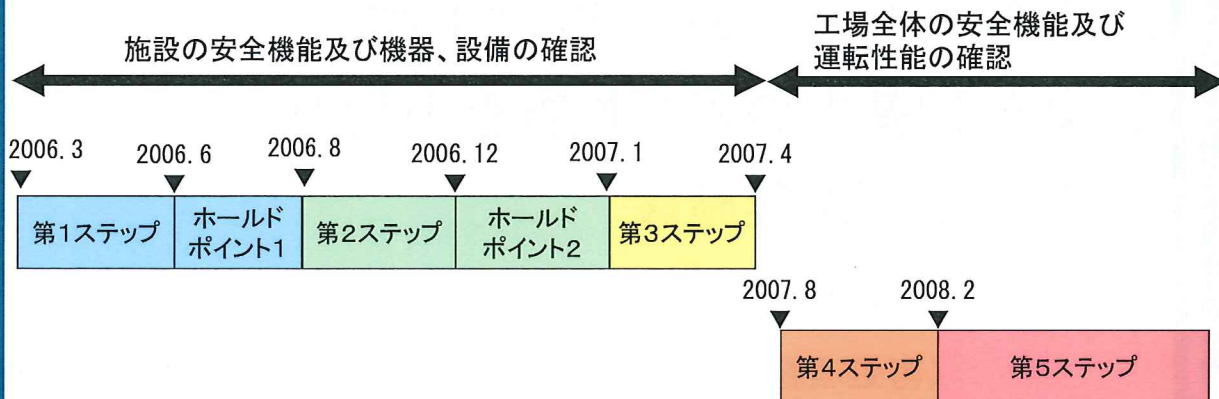 施設の安全機能及び機器、設備の確認
工場全体の安全機能及び
運転性能の確認
2006.3
2006.6
2006.8
2006.12
2007.1
2007.4
第1ステップ
ホールド
ポイント1
第2ステップ
ホールド
ポイント2
第3ステップ
2007.8
2008.2
第4ステップ
第5ステップ